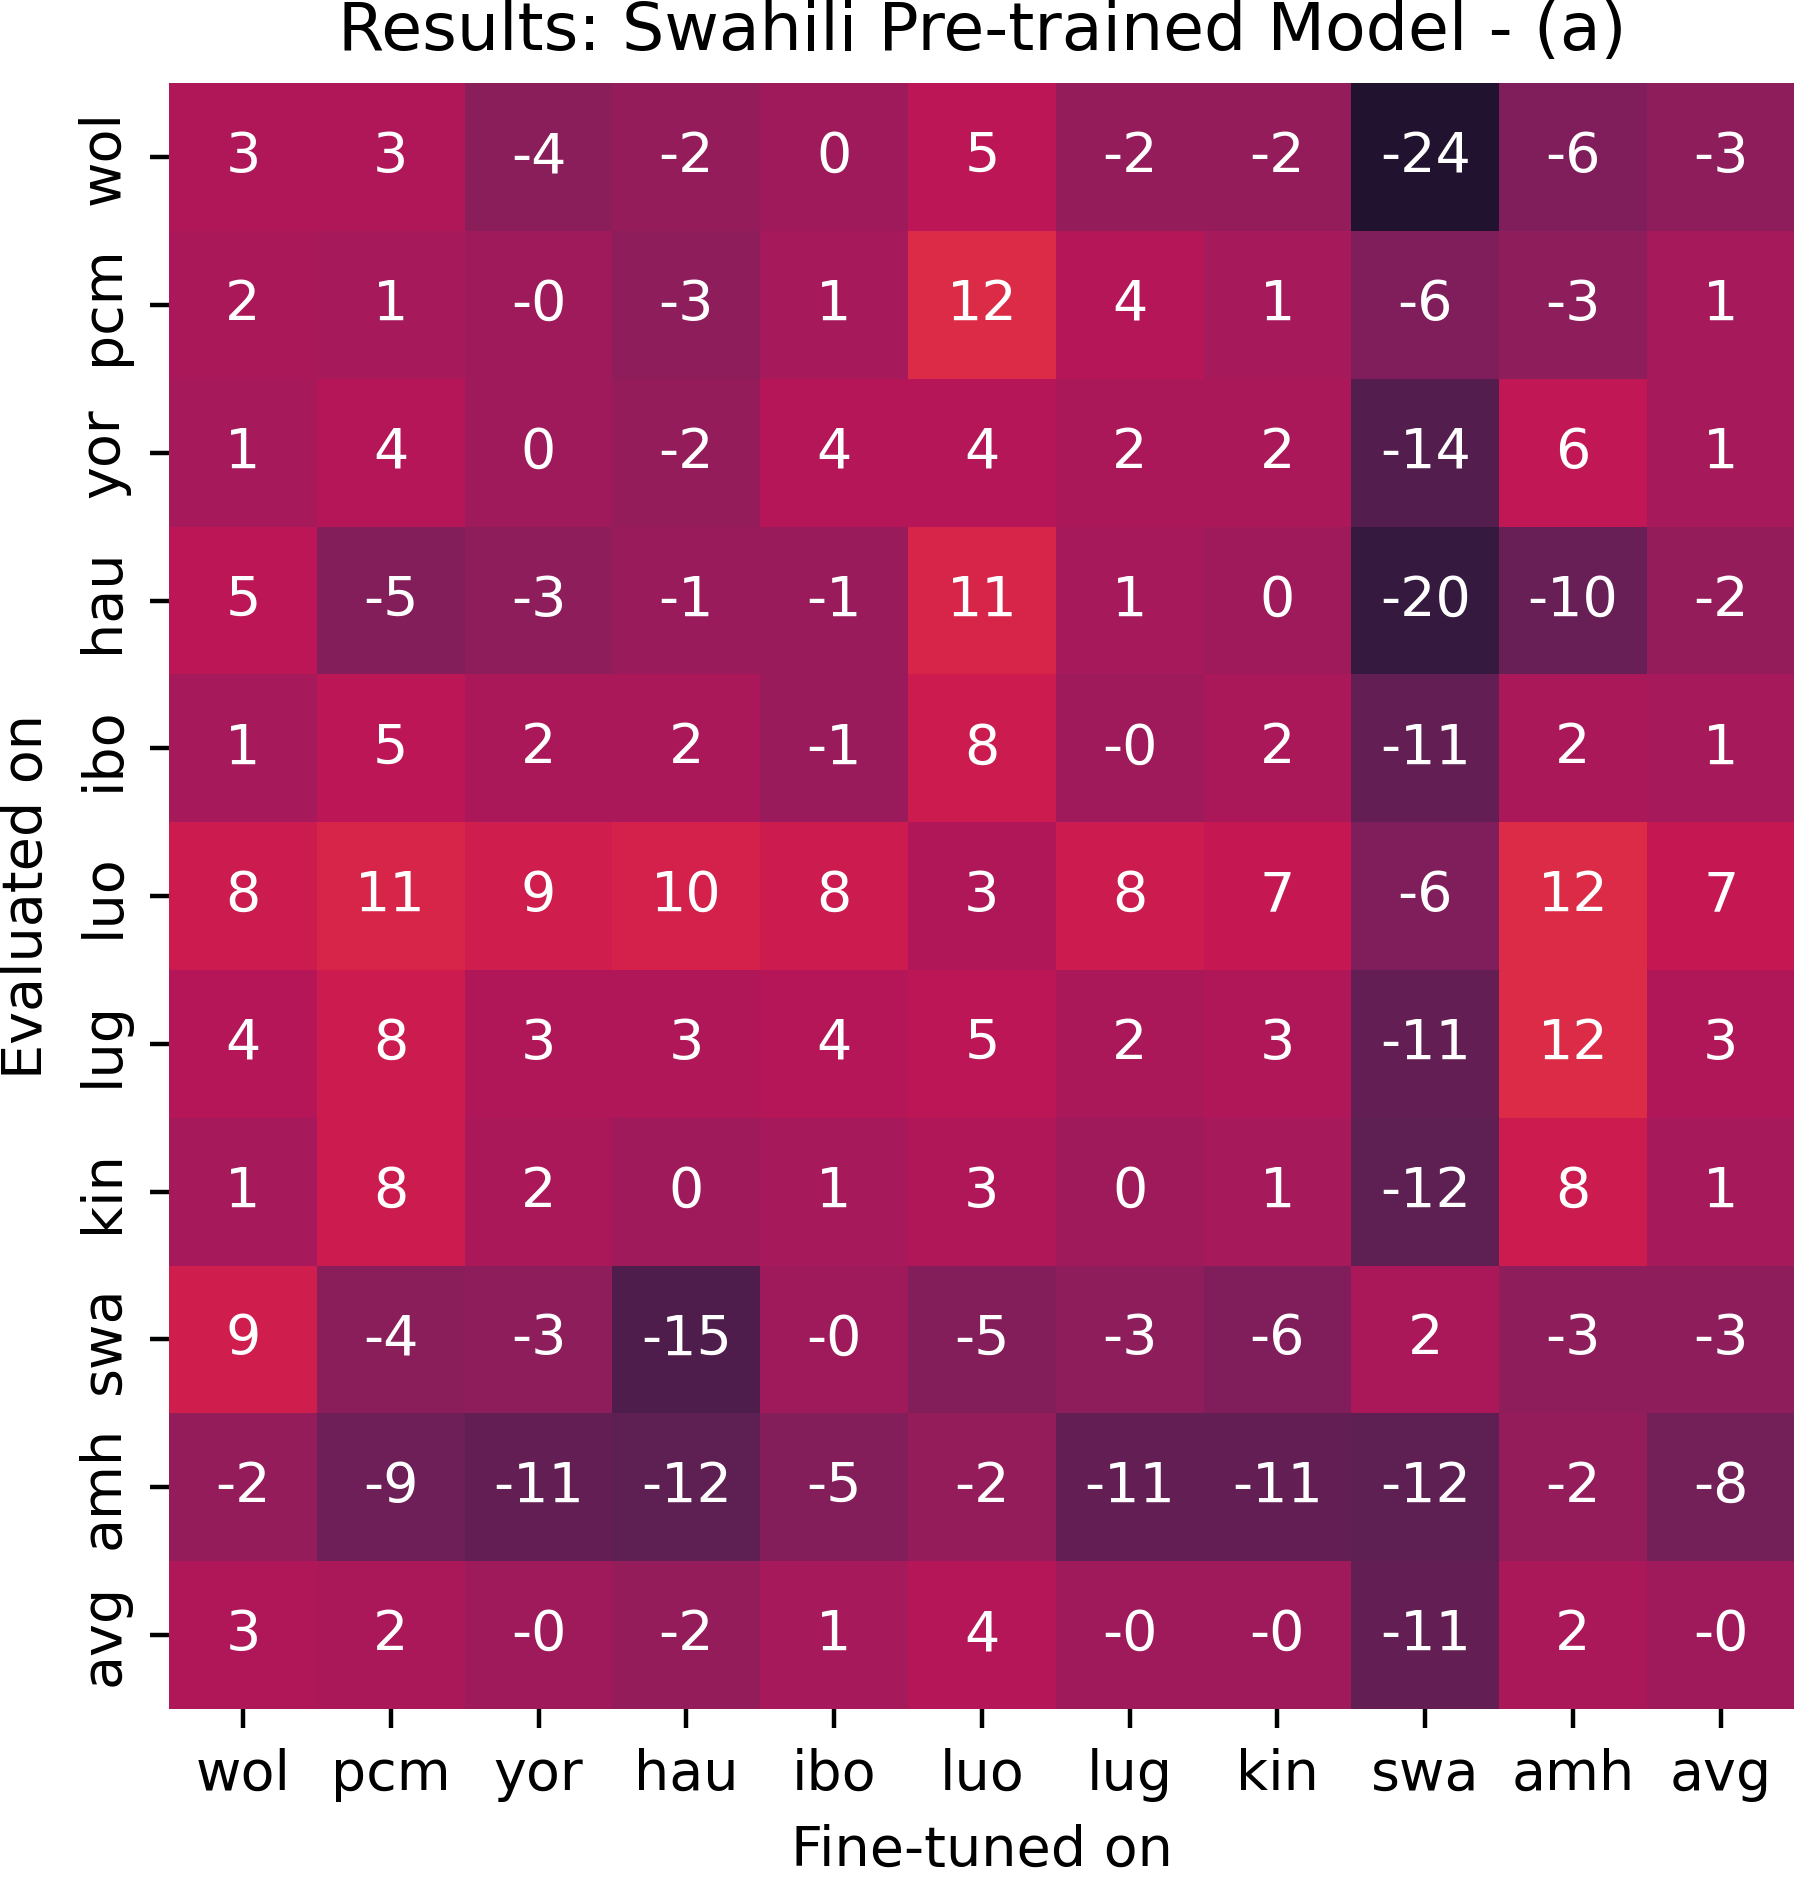 Results: Swahili Pre-trained Model - (a)
Evaluated on
wol 3 3 -4 -2 0 5 -2 -2 -24 -6 -3
pcm 2 1 -0 -3 1 12 4 1 -6 -3 1
yor 1 4 0 -2 4 4 2 2 -14 6 1
hau 5 -5 -3 -1 -1 11 1 0 -20 -10 -2
ibo 1 5 2 2 -1 8 -0 2 -11 2 1
luo 8 11 9 10 8 3 8 7 -6 12 7
lug 4 8 3 3 4 5 2 3 -11 12 3
kin 1 8 2 0 1 3 0 1 -12 8 1
swa 9 -4 -3 -15 -0 -5 -3 -6 2 -3 -3
amh -2 -9 -11 -12 -5 -2 -11 -11 -12 -2 -8
avg 3 2 -0 -2 1 4 -0 -0 -11 2 -0
wol pcm yor hau ibo luo lug kin swa amh avg
Fine-tuned on